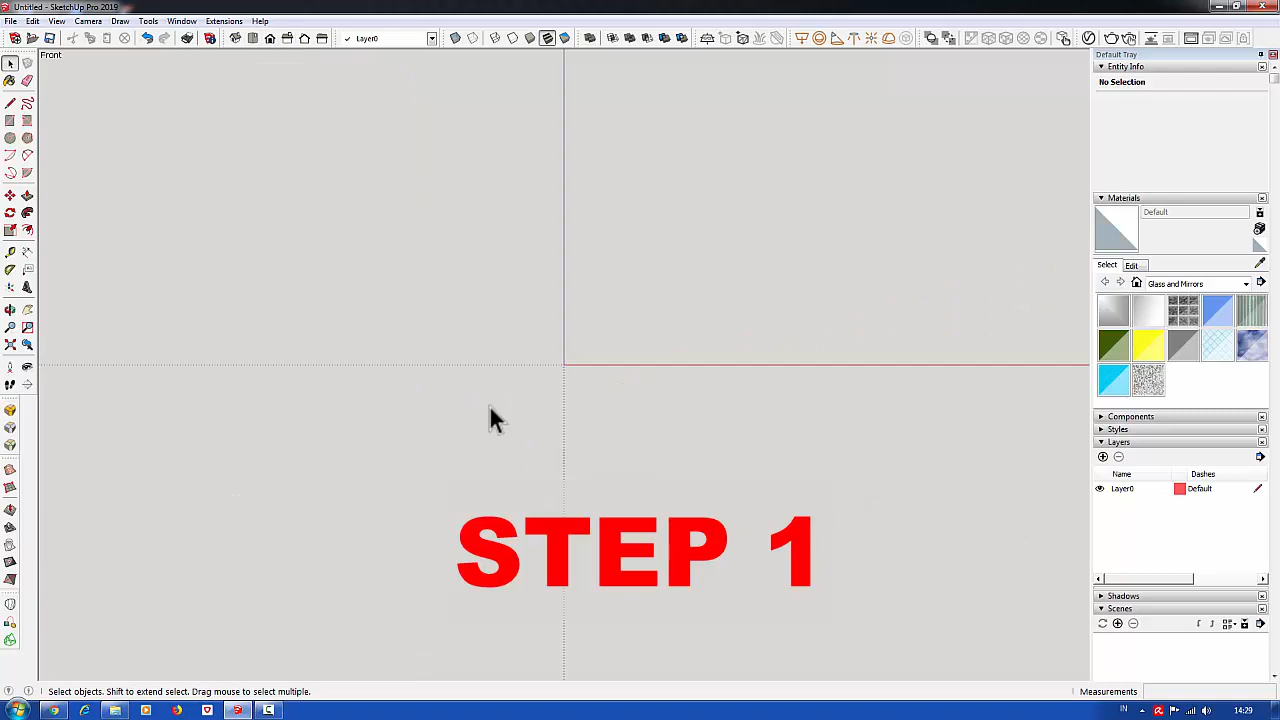 Untitled - SketchUp Pro 2019
File Edit View Camera Draw Tools Window Extensions Help
Layer0
Front
Default Tray
Entity Info
No Selection
Materials
Default
Select Edit
Glass and Mirrors
Components
Styles
Layers
Name Dashes
Layer0 Default
Shadows
Scenes
STEP 1
Select objects. Shift to extend select. Drag mouse to select multiple.
Measurements
IN 14:29